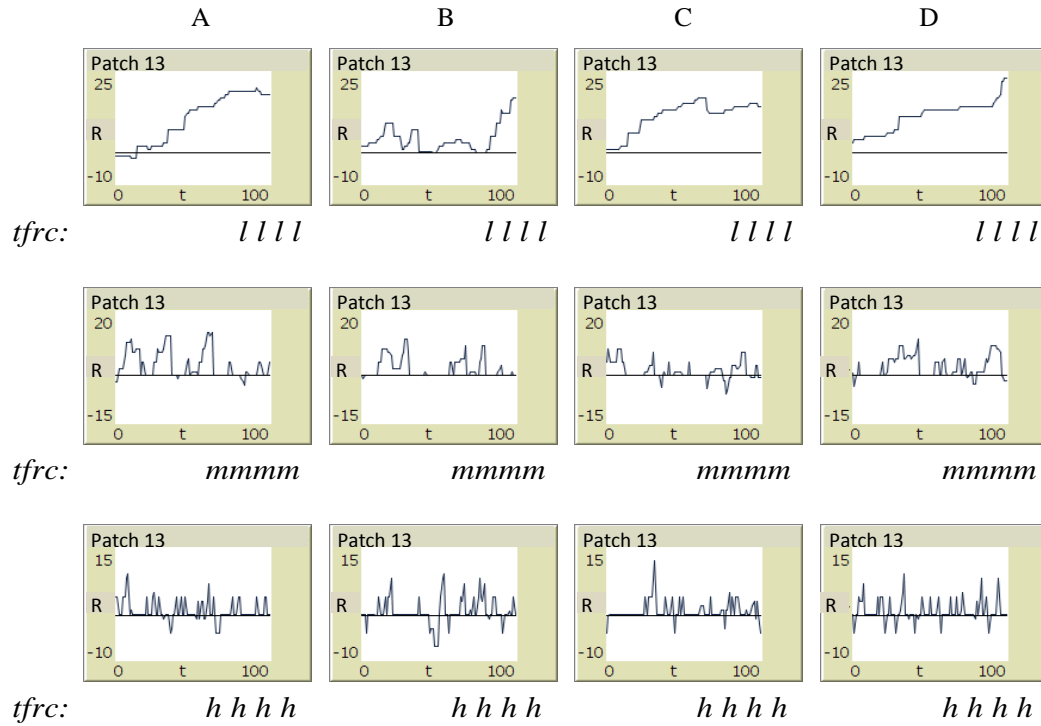 A B C D
Patch 13 Patch 13 Patch 13 Patch 13
25 25 25 25
R R R R
-10 -10 -10 -10
0 t 100 0 t 100 0 t 100 0 t 100
tfrc: l l l l l l l l l l l l l l l l
Patch 13 Patch 13 Patch 13 Patch 13
20 20 20 20
R R R R
-15 -15 -15 -15
0 t 100 0 t 100 0 t 100 0 t 100
tfrc: mmmm mmmm mmmm mmmm
Patch 13 Patch 13 Patch 13 Patch 13
15 15 15 15
R R R R
-10 -10 -10 -10
0 t 100 0 t 100 0 t 100 0 t 100
tfrc: h h h h h h h h h h h h h h h h